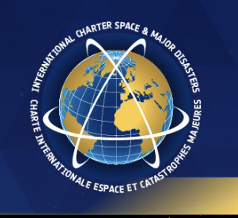 INTERNATIONAL CHARTER SPACE & MAJOR DISASTERS
CHARTE INTERNATIONALE ESPACE ET CATASTROPHES MAJEURES